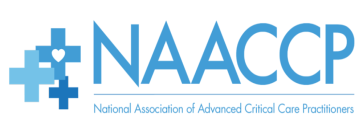 NAACCP
National Association of Advanced Critical Care Practitioners